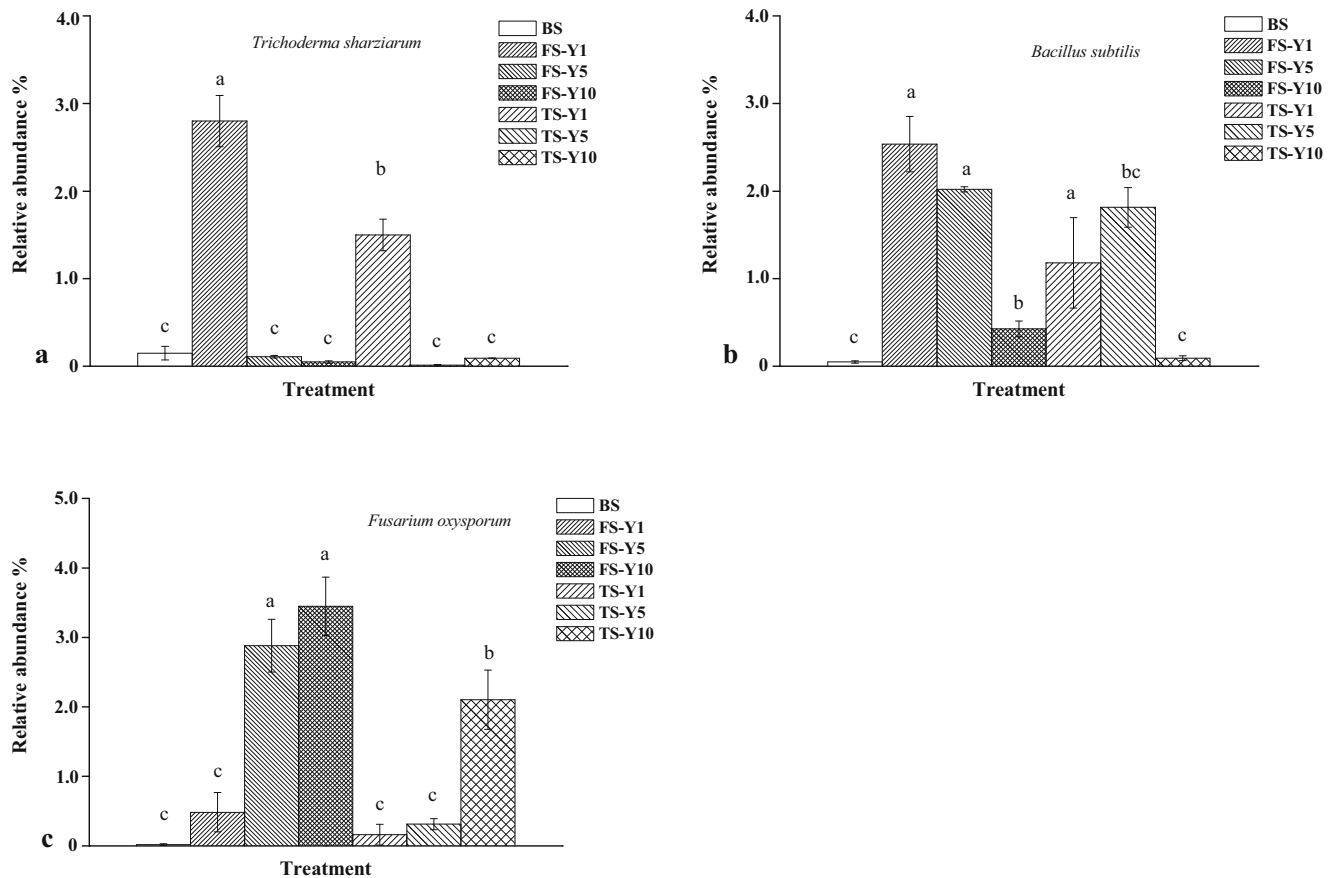 4.0
3.0
2.0
1.0
0
Relative abundance %
Trichoderma sharziarum
BS
FS-Y1
FS-Y5
FS-Y10
TS-Y1
TS-Y5
TS-Y10
c
a
c
c
b
c
c
a
Treatment
4.0
3.0
2.0
1.0
0
Relative abundance %
Bacillus subtilis
BS
FS-Y1
FS-Y5
FS-Y10
TS-Y1
TS-Y5
TS-Y10
c
a
a
b
a
bc
c
b
Treatment
5.0
4.0
3.0
2.0
1.0
0
Relative abundance %
Fusarium oxysporum
BS
FS-Y1
FS-Y5
FS-Y10
TS-Y1
TS-Y5
TS-Y10
c
c
a
a
c
c
b
c
Treatment